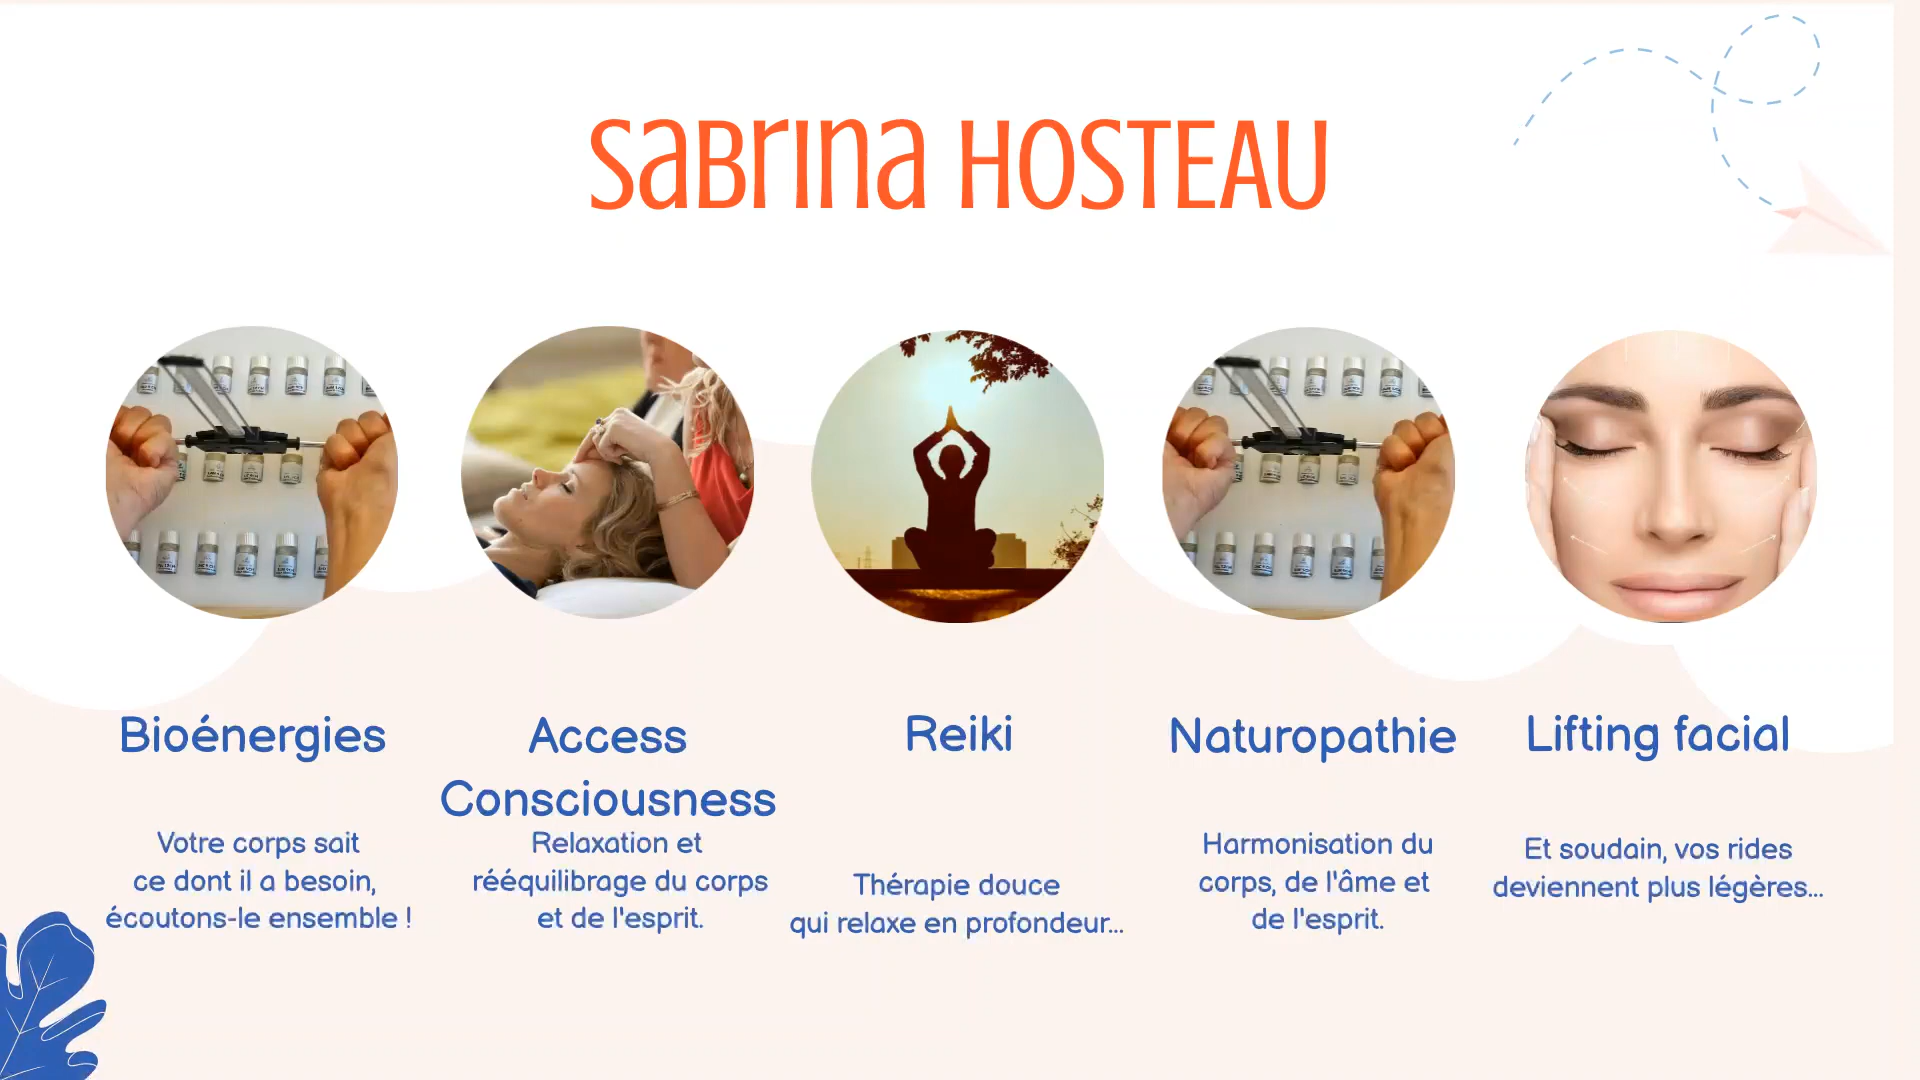 Sabrina HOSTEAU
Bioénergies
Votre corps sait
ce dont il a besoin,
écoutons-le ensemble !
Access
Consciousness
Relaxation et
rééquilibrage du corps
et de l'esprit.
Reiki
Thérapie douce
qui relaxe en profondeur...
Naturopathie
Harmonisation du
corps, de l'âme et
de l'esprit.
Lifting facial
Et soudain, vos rides
deviennent plus légères...